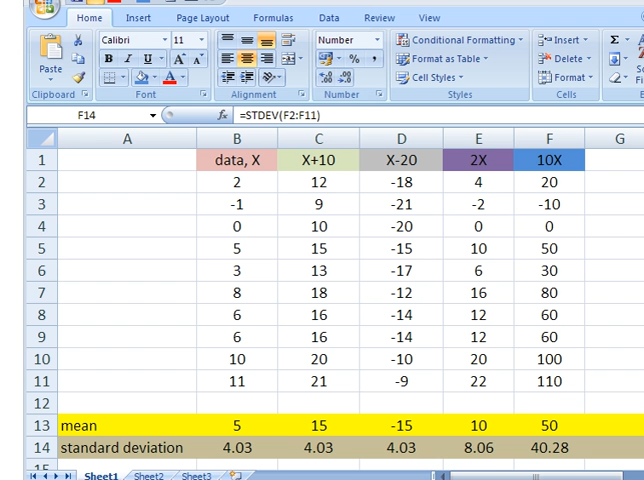 Home Insert Page Layout Formulas Data Review View
Calibri 11 A A Number Conditional Formatting Insert Σ
Paste B I U A $ % , Format as Table Delete
Cell Styles Format
Clipboard Font Alignment Number Styles Cells
F14 fx =STDEV(F2:F11)
A B C D E F G
1 data, X X+10 X-20 2X 10X
2 2 12 -18 4 20
3 -1 9 -21 -2 -10
4 0 10 -20 0 0
5 5 15 -15 10 50
6 3 13 -17 6 30
7 8 18 -12 16 80
8 6 16 -14 12 60
9 6 16 -14 12 60
10 10 20 -10 20 100
11 11 21 -9 22 110
12
13 mean 5 15 -15 10 50
14 standard deviation 4.03 4.03 4.03 8.06 40.28
15
Sheet1 Sheet2 Sheet3